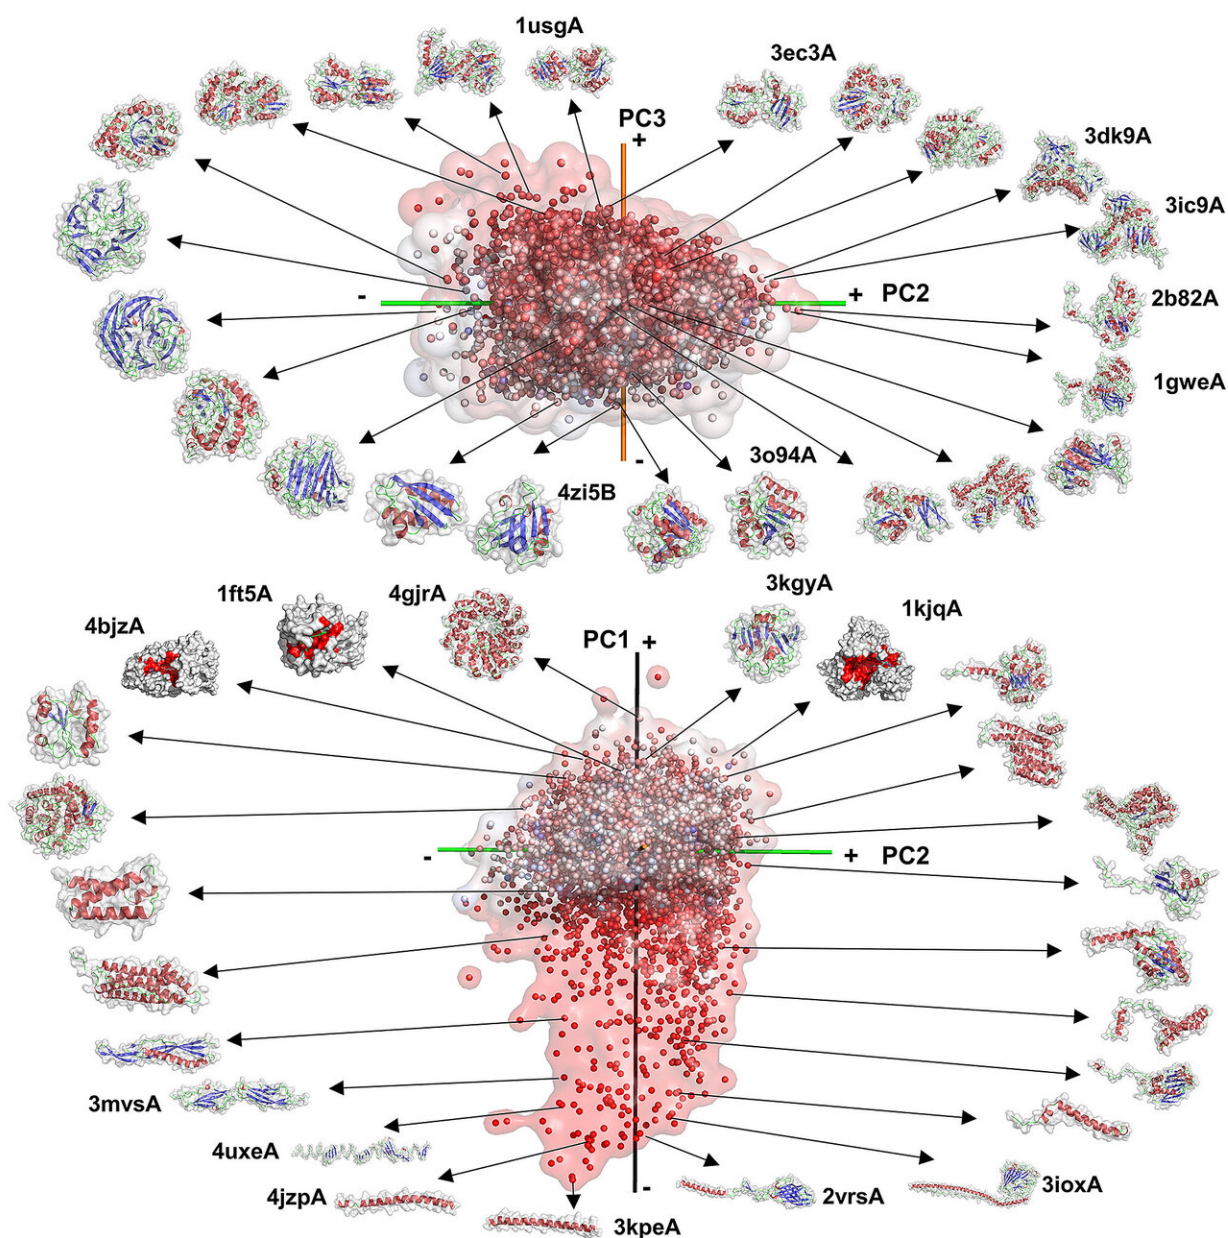 1usgA
3ec3A
PC3
+
3dk9A
3ic9A
- + PC2
2b82A
1gweA
3o94A
-
4zi5B
1ft5A
4gjrA
3kgyA
1kjqA
4bjzA
PC1 +
- + PC2
3mvsA
4uxeA
4jzpA
-
2vrsA
3ioxA
3kpeA